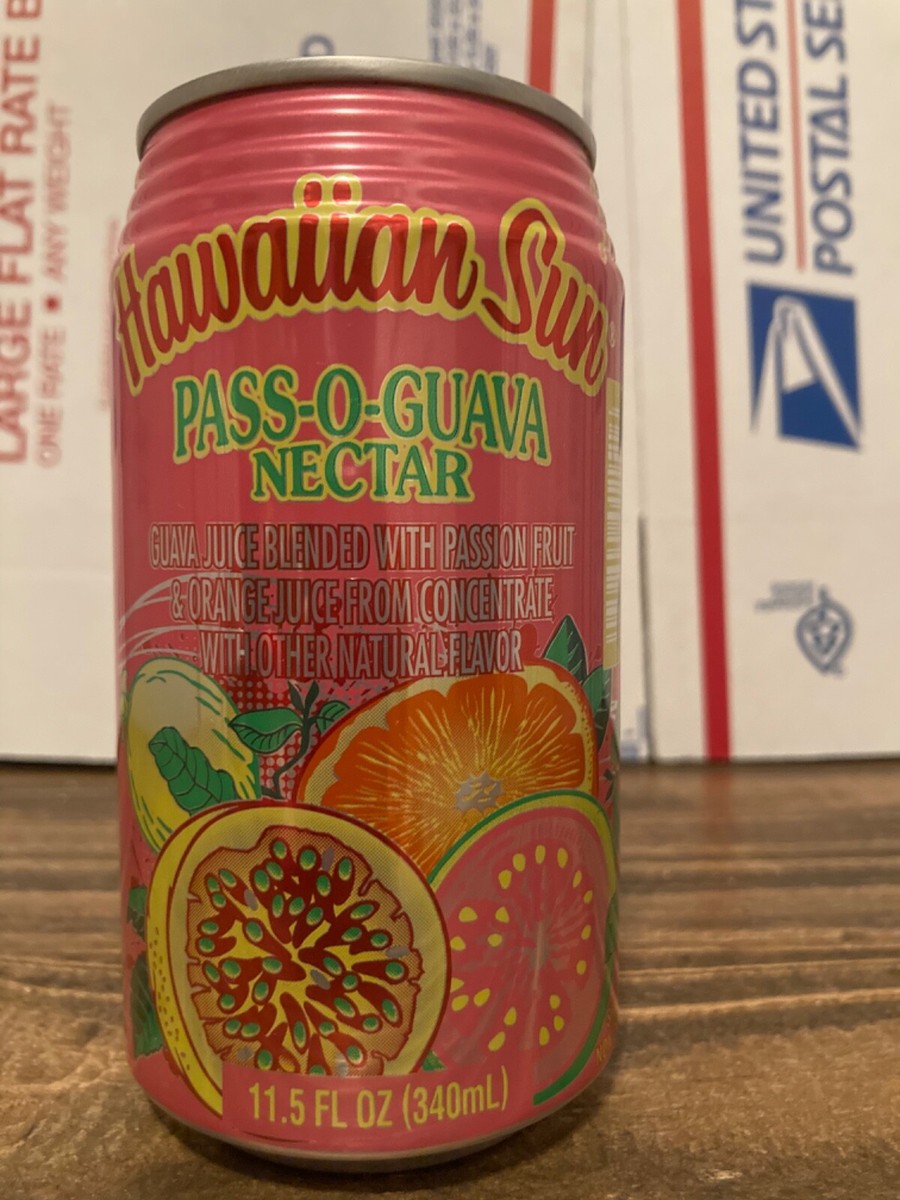 Hawaiian Sun
PASS-O-GUAVA
NECTAR
GUAVA JUICE BLENDED WITH PASSION FRUIT
& ORANGE JUICE FROM CONCENTRATE
WITH OTHER NATURAL FLAVOR
11.5 FL OZ (340mL)
LARGE FLAT RATE B
ONE RATE ■ ANY WEIGHT
UNITED ST
POSTAL SE